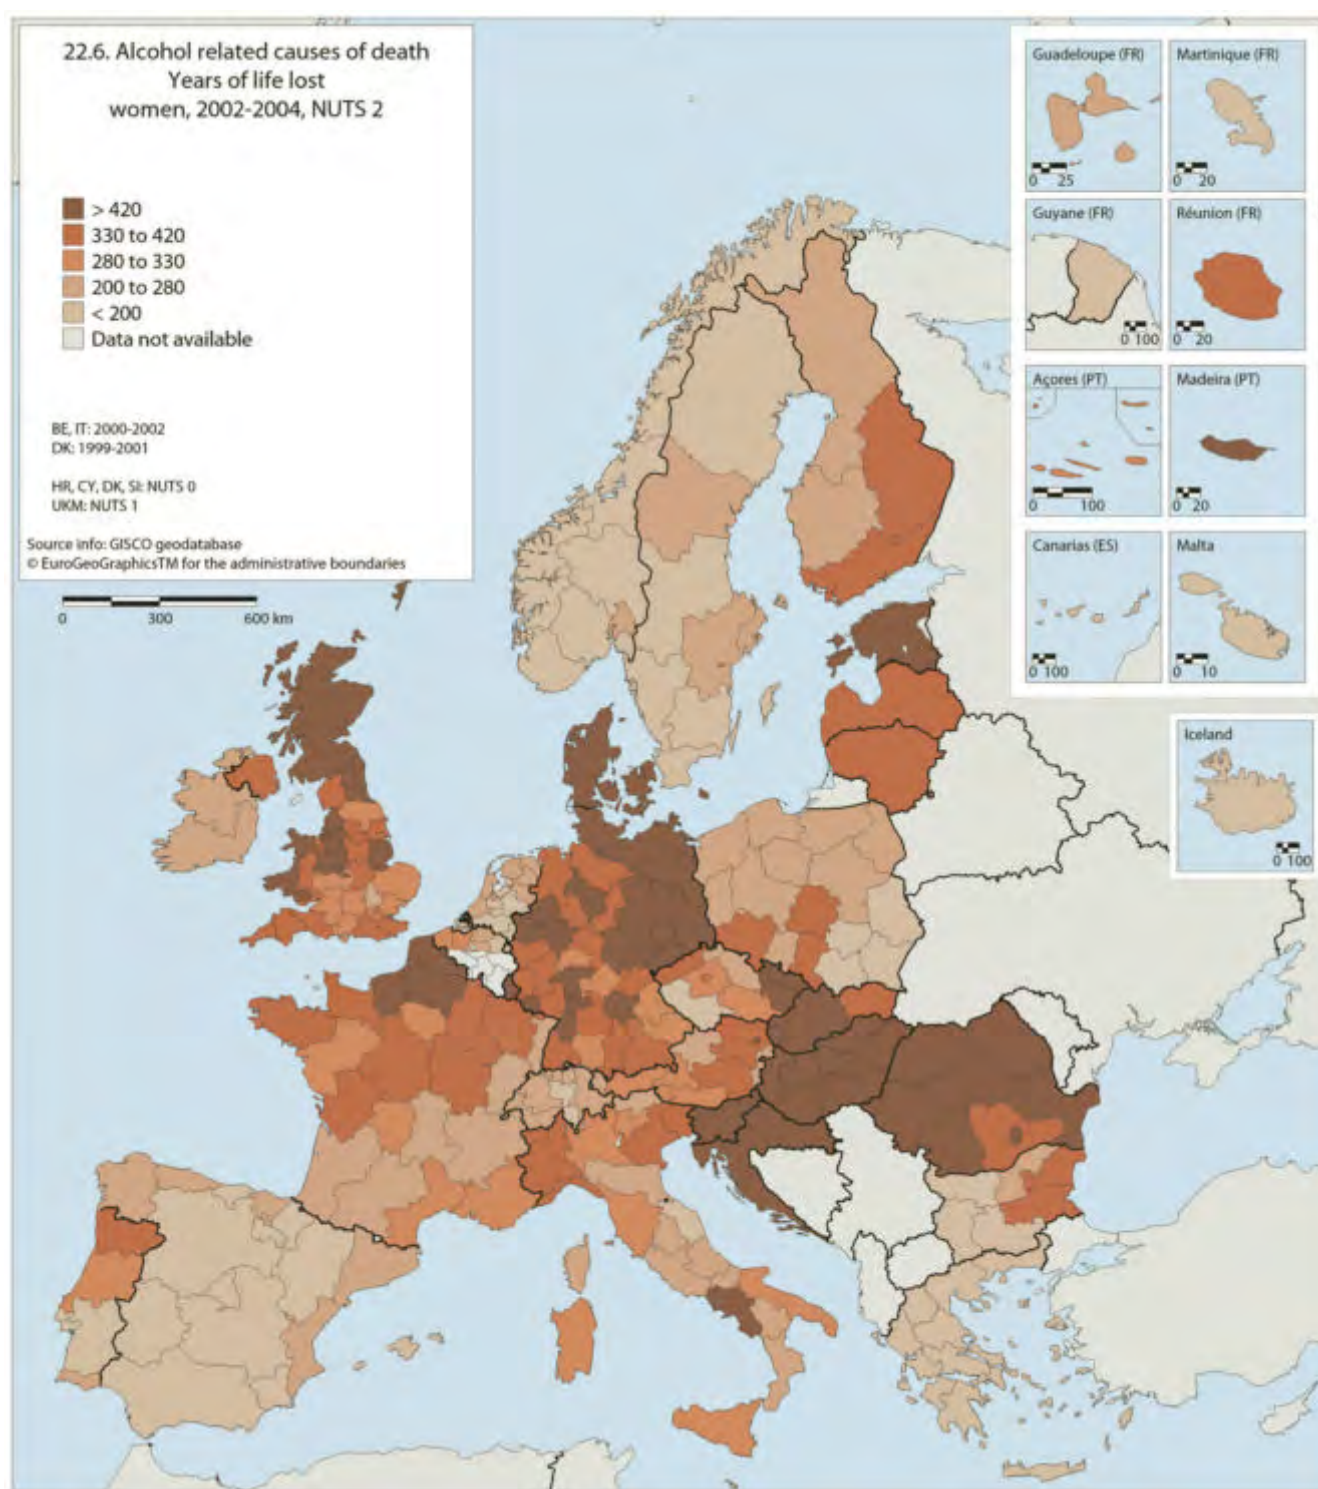 22.6. Alcohol related causes of death
Years of life lost
women, 2002-2004, NUTS 2
> 420
330 to 420
280 to 330
200 to 280
< 200
Data not available
BE, IT: 2000-2002
DK: 1999-2001
HR, CY, DK, SI: NUTS 0
UKM: NUTS 1
Source info: GISCO geodatabase
© EuroGeoGraphicsTM for the administrative boundaries
0 300 600 km
Guadeloupe (FR)
0 25
Martinique (FR)
0 20
Guyane (FR)
0 100
Réunion (FR)
0 20
Açores (PT)
0 100
Madeira (PT)
0 20
Canarias (ES)
0 100
Malta
0 10
Iceland
0 100